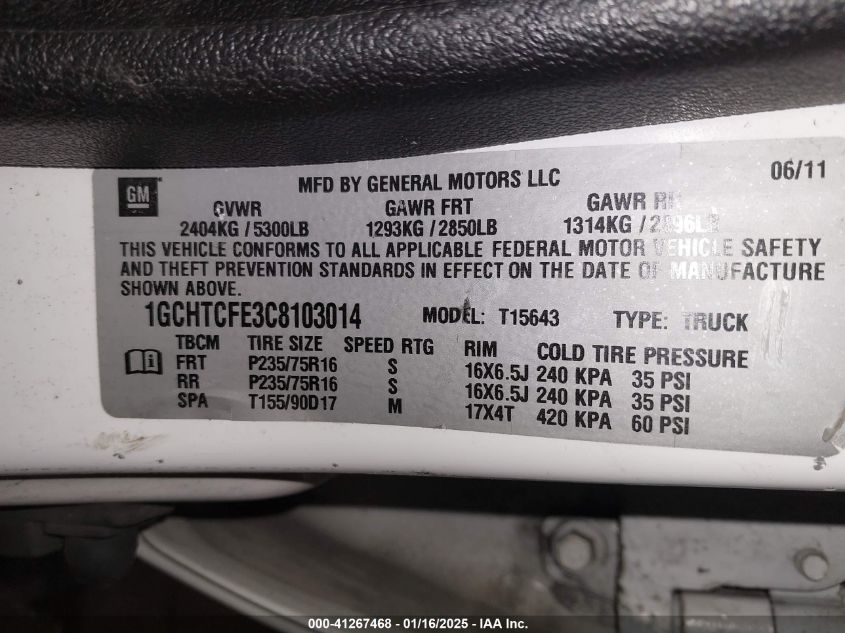 GM
MFD BY GENERAL MOTORS LLC 06/11
GVWR GAWR FRT GAWR RR
2404KG / 5300LB 1293KG / 2850LB 1314KG / 2896LB
THIS VEHICLE CONFORMS TO ALL APPLICABLE FEDERAL MOTOR VEHICLE SAFETY
AND THEFT PREVENTION STANDARDS IN EFFECT ON THE DATE OF MANUFACTURE
SHOWN ABOVE.
1GCHTCFE3C8103014 MODEL: T15643 TYPE: TRUCK
TBCM TIRE SIZE SPEED RTG RIM COLD TIRE PRESSURE
FRT P235/75R16 S 16X6.5J 240 KPA 35 PSI
RR P235/75R16 S 16X6.5J 240 KPA 35 PSI
SPA T155/90D17 M 17X4T 420 KPA 60 PSI
000-41267468 - 01/16/2025 - IAA Inc.